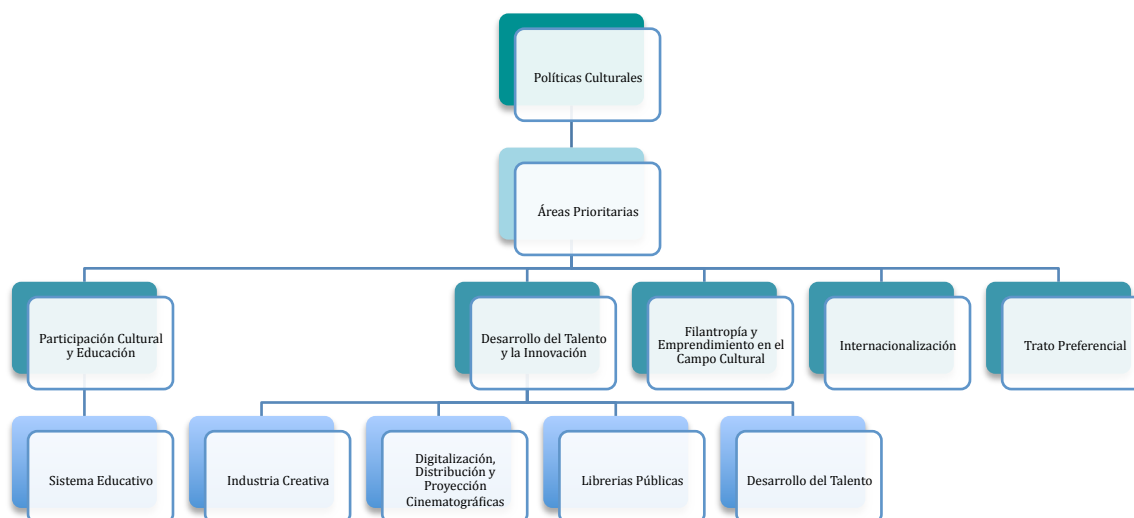 Políticas Culturales
Áreas Prioritarias
Participación Cultural
y Educación
Desarrollo del Talento
y la Innovación
Filantropía y
Emprendimiento en el
Campo Cultural
Internacionalización
Trato Preferencial
Sistema Educativo
Industria Creativa
Digitalización,
Distribución y
Proyección
Cinematográficas
Librerias Públicas
Desarrollo del Talento